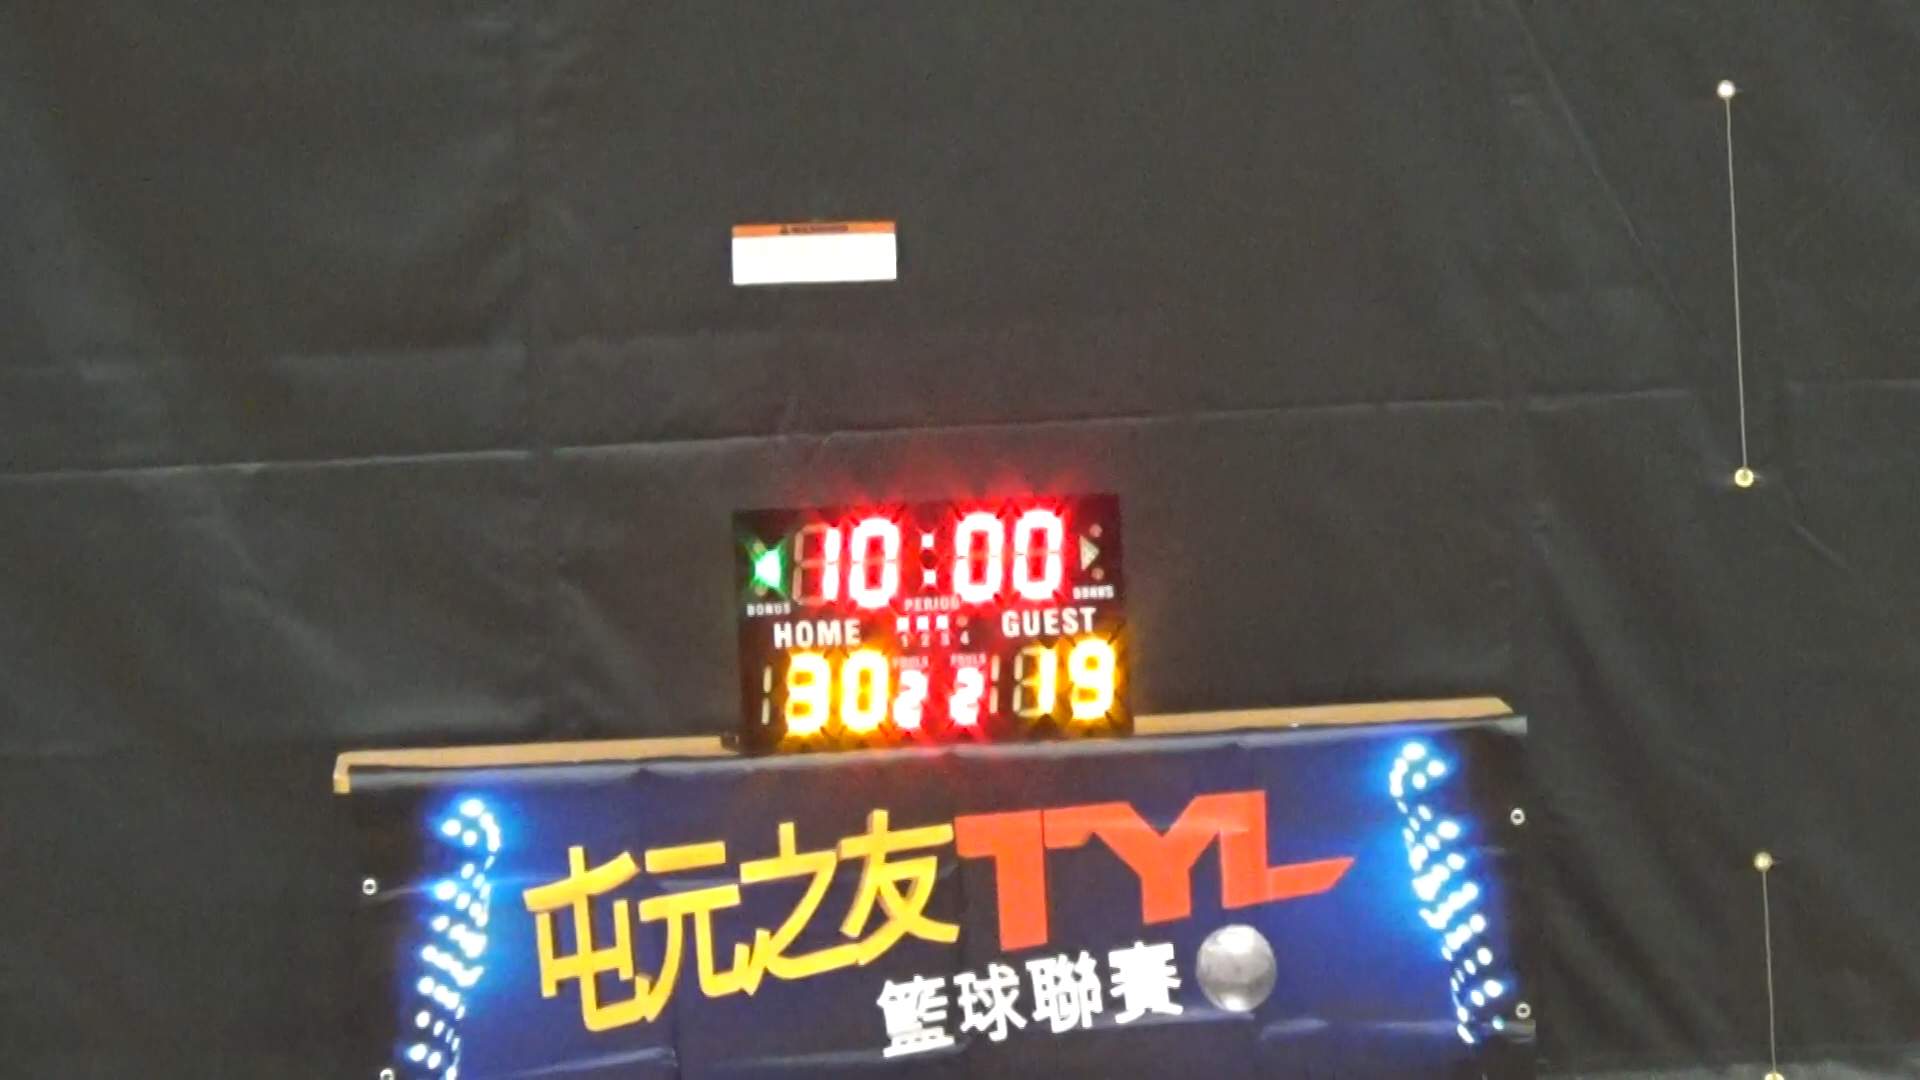 WARNING
10:00
BONUS PERIOD BONUS
HOME 1 2 3 4 GUEST
FOULS FOULS
30 2 2 19
屯元之友TYL
籃球聯賽